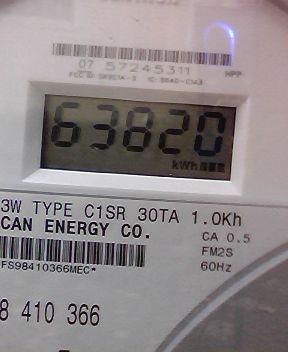 07 57245311 HPP
63820
kWh
3W TYPE C1SR 30TA 1.0Kh
CAN ENERGY CO. CA 0.5
FM2S
FS98410366MEC* 60Hz
8 410 366